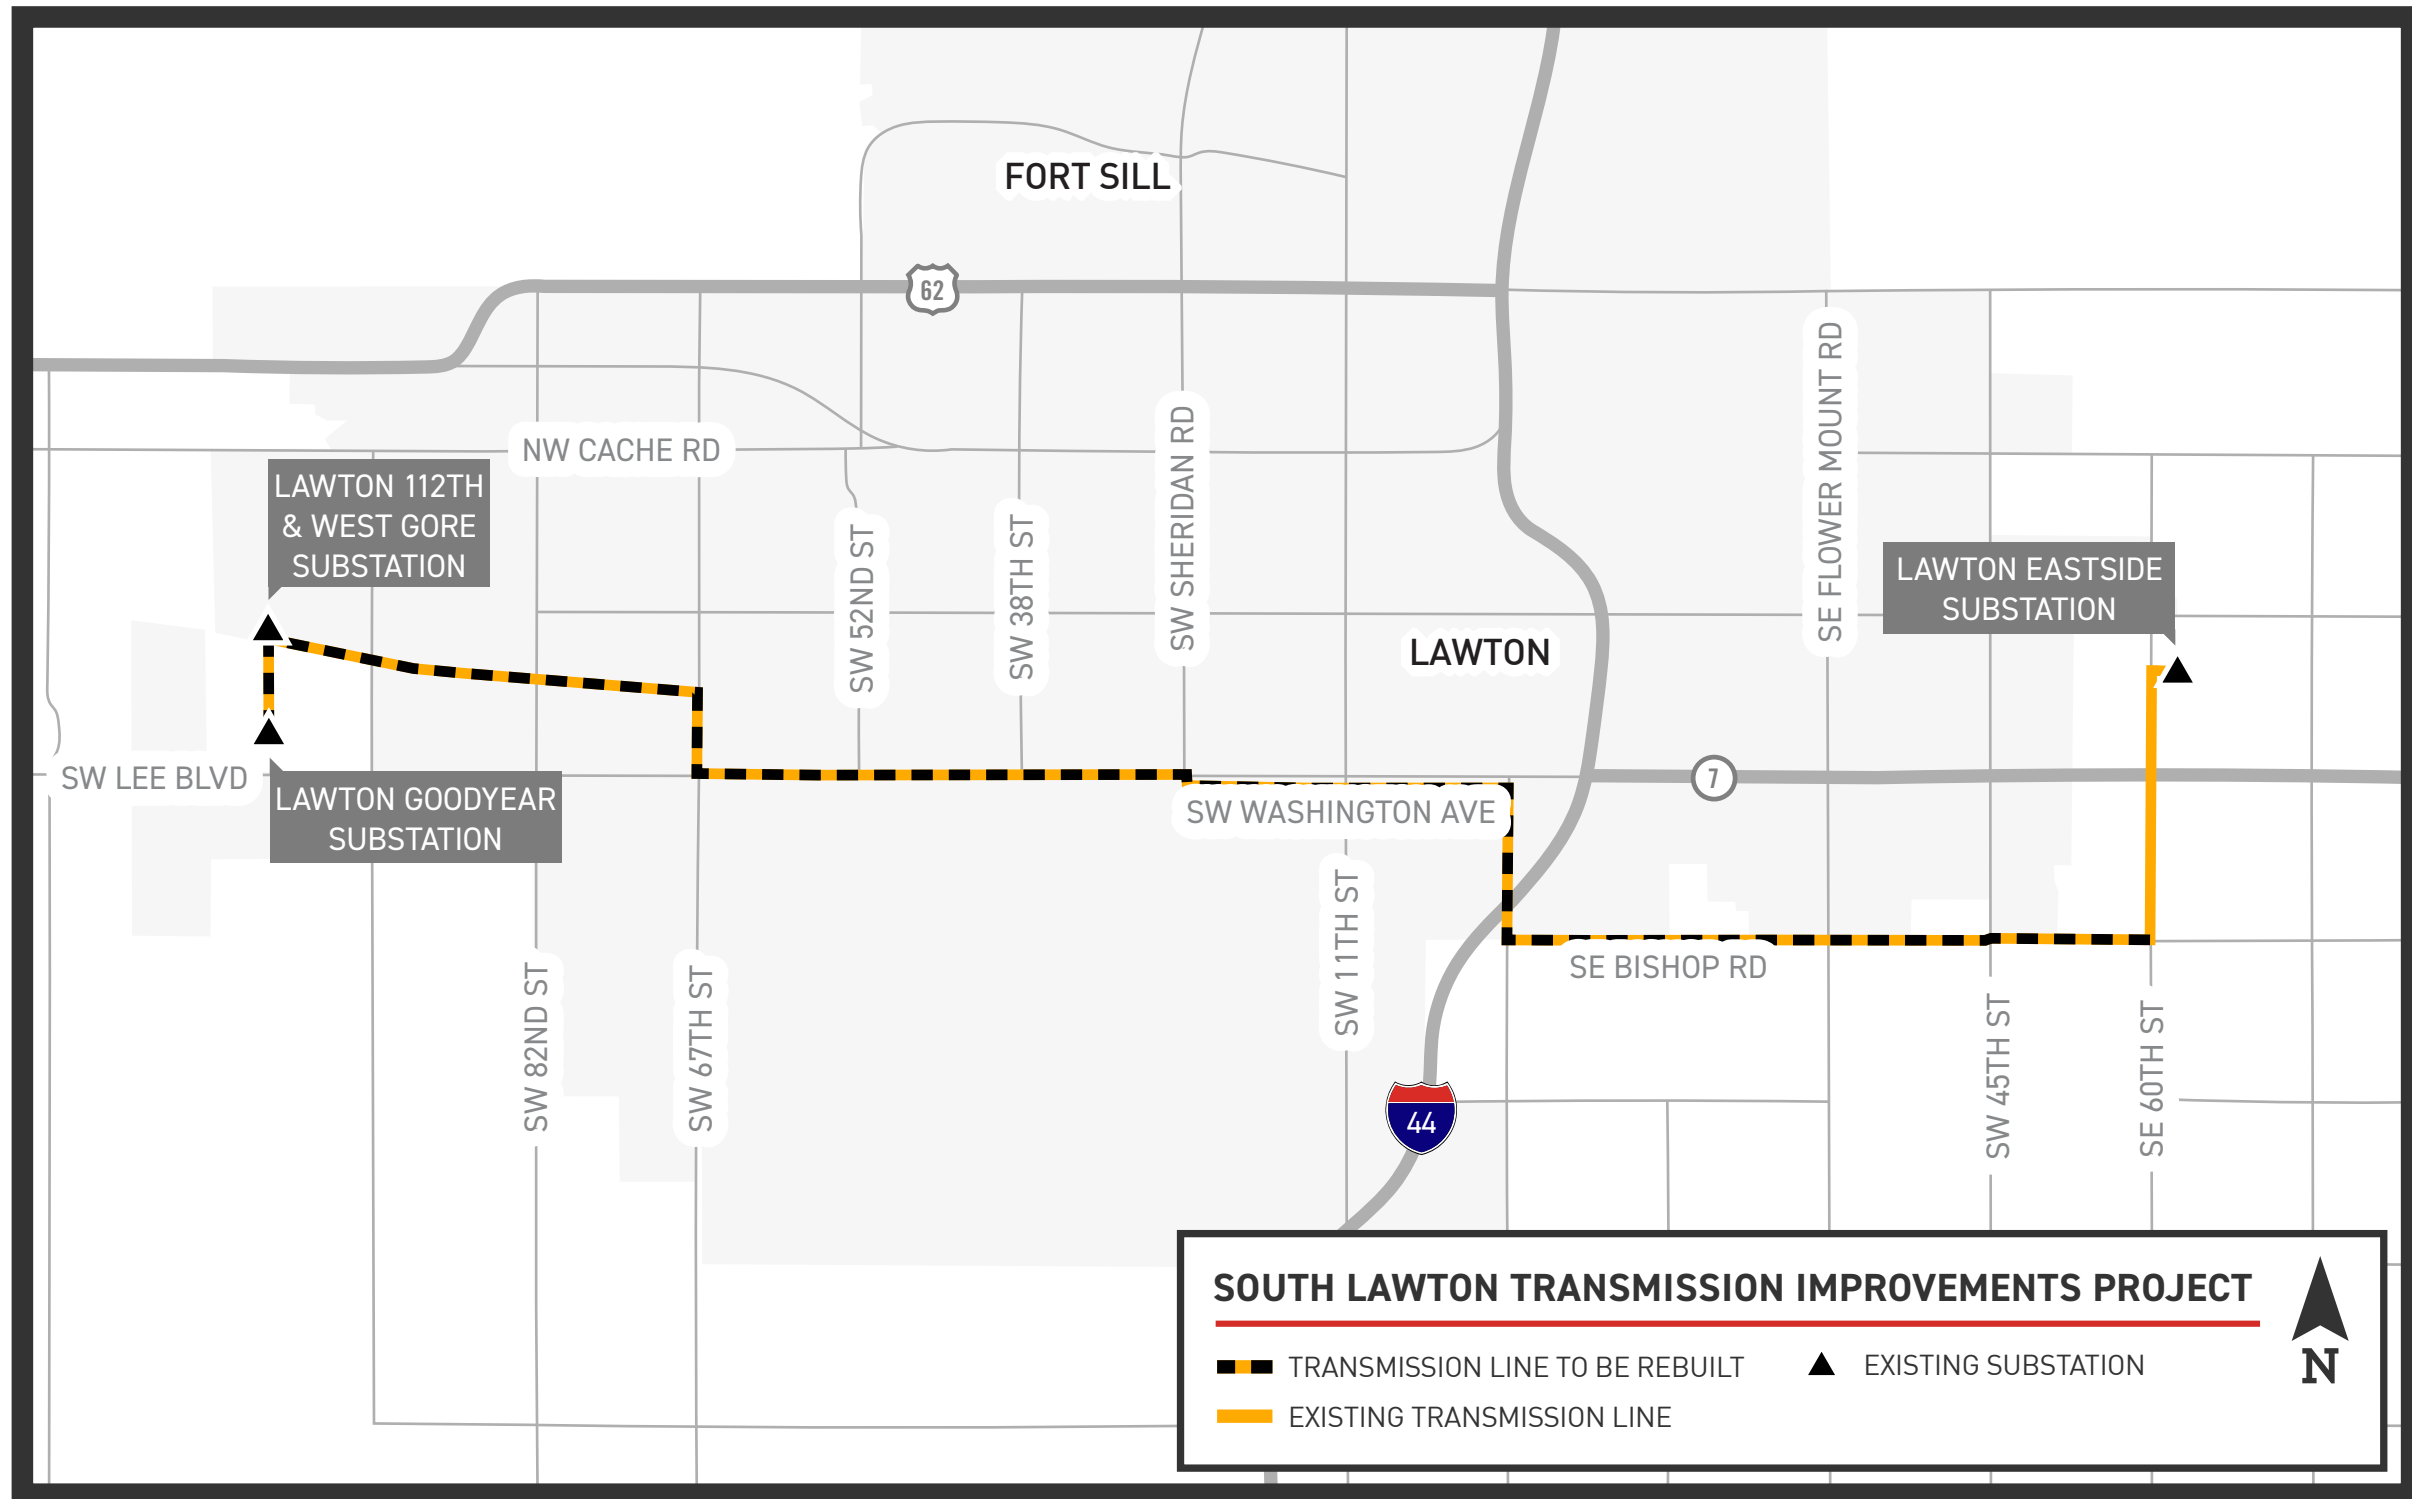 FORT SILL
62
NW CACHE RD
LAWTON 112TH
& WEST GORE
SUBSTATION
SW 52ND ST
SW 38TH ST
SW SHERIDAN RD
SE FLOWER MOUNT RD
LAWTON EASTSIDE
SUBSTATION
LAWTON
SW LEE BLVD
7
LAWTON GOODYEAR
SUBSTATION
SW WASHINGTON AVE
SW 11TH ST
SE BISHOP RD
SW 82ND ST
SW 67TH ST
SW 45TH ST
SE 60TH ST
44
SOUTH LAWTON TRANSMISSION IMPROVEMENTS PROJECT
TRANSMISSION LINE TO BE REBUILT
EXISTING SUBSTATION
EXISTING TRANSMISSION LINE
N